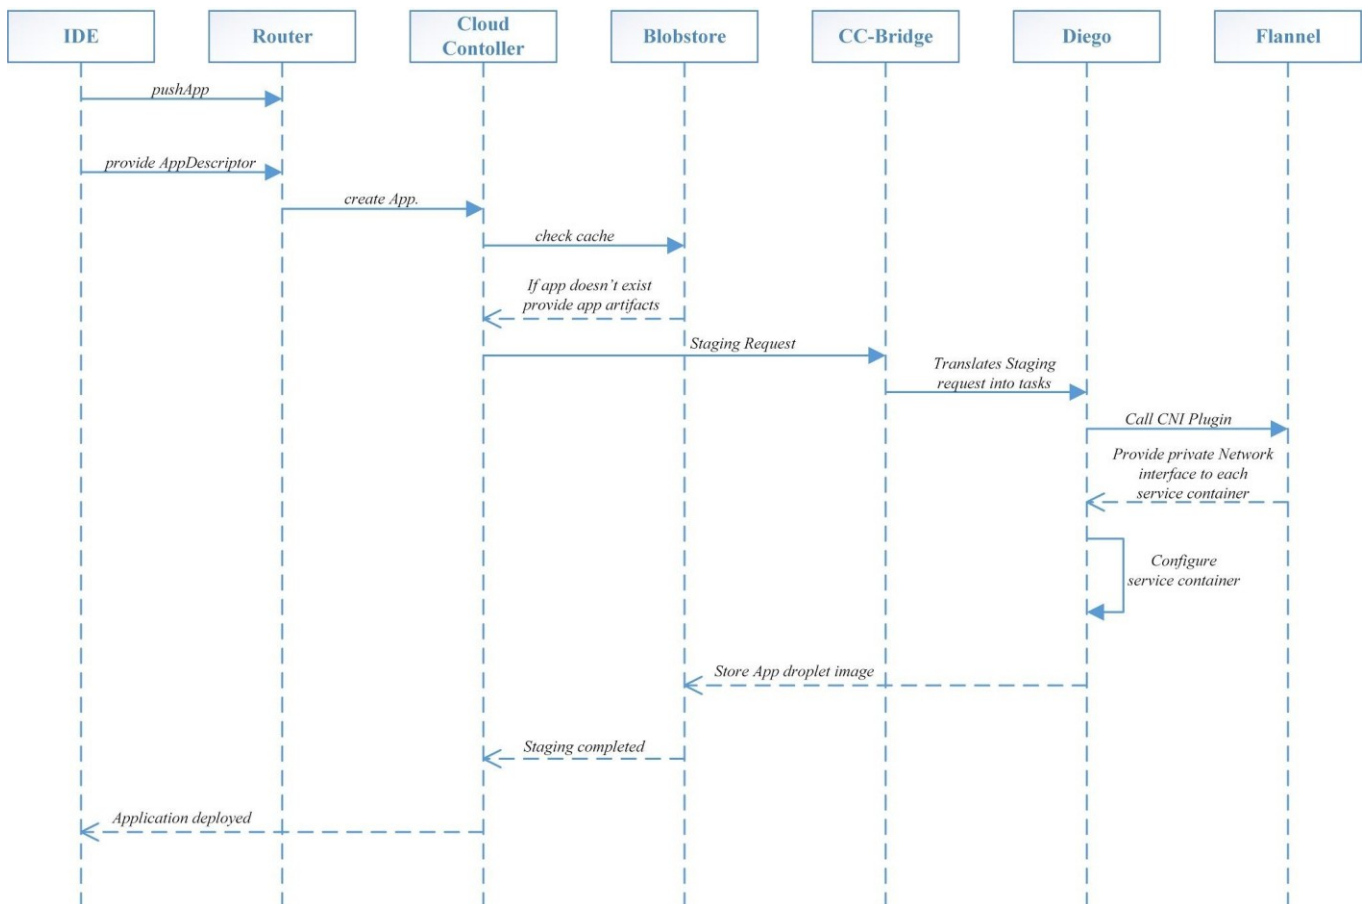 IDE
Router
Cloud
Contoller
Blobstore
CC-Bridge
Diego
Flannel
pushApp
provide AppDescriptor
create App.
check cache
If app doesn't exist
provide app artifacts
Staging Request
Translates Staging
request into tasks
Call CNI Plugin
Provide private Network
interface to each
service container
Configure
service container
Store App droplet image
Staging completed
Application deployed